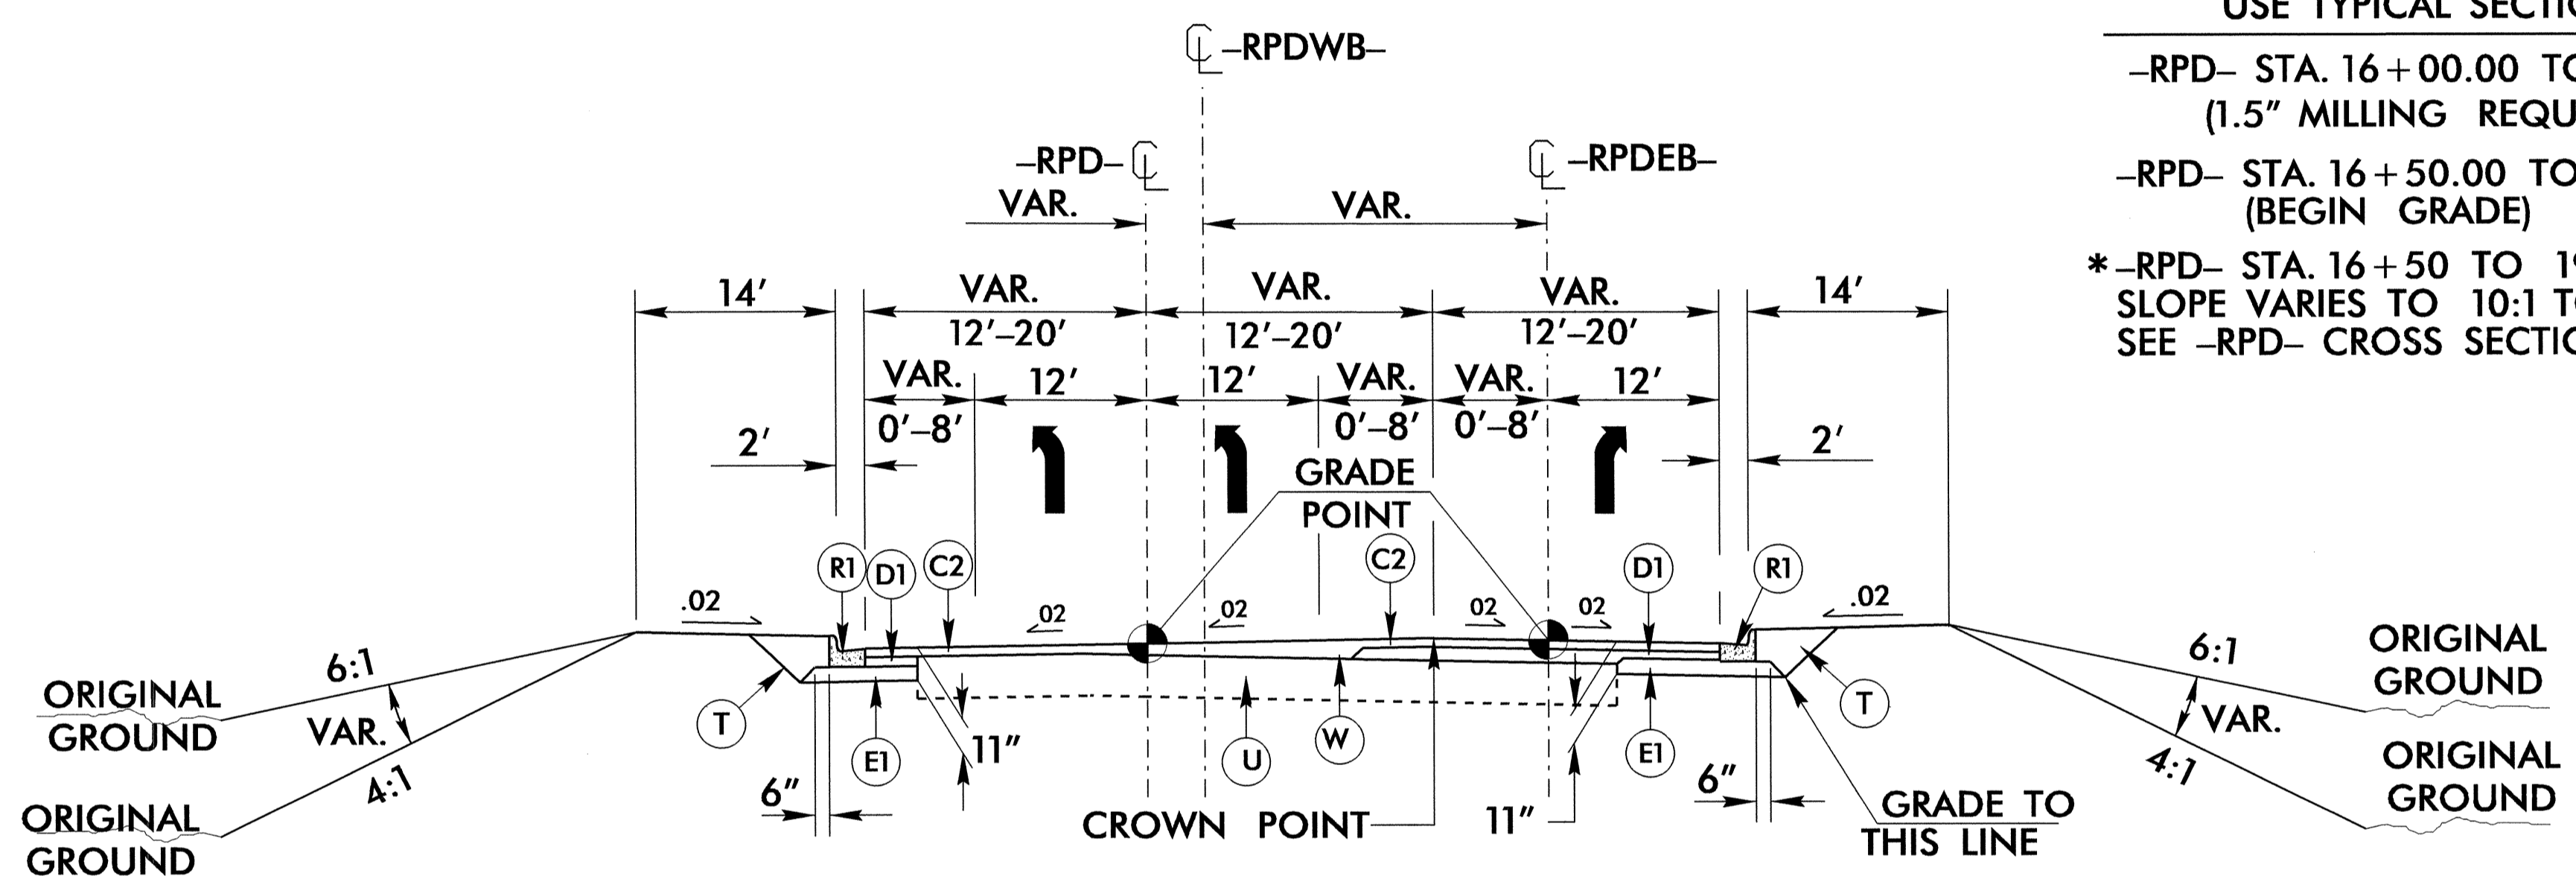 USE TYPICAL
–RPD– STA. 16+00.00
(1.5″ MILLING
–RPD– STA. 16+50.00 TO
(BEGIN GRADE)
*–RPD– STA. 16+50 TO
SLOPE VARIES TO 10:1
SEE –RPD– CROSS
℄ –RPDWB–
–RPD– ℄
℄ –RPDEB–
VAR. VAR.
14′ VAR. VAR. VAR. 14′
12′–20′ 12′–20′ 12′–20′
VAR. 12′ 12′ VAR. VAR. 12′
0′–8′ 0′–8′ 0′–8′
2′ 2′
GRADE
POINT
R1 D1 C2 C2 D1 R1
.02 02 02 02 02 .02
6:1 6:1
ORIGINAL
GROUND
VAR.
4:1
ORIGINAL
GROUND
ORIGINAL
GROUND
VAR.
4:1
ORIGINAL
GROUND
T E1 11″ U W E1 T
6″ 6″
CROWN POINT 11″
GRADE TO
THIS LINE